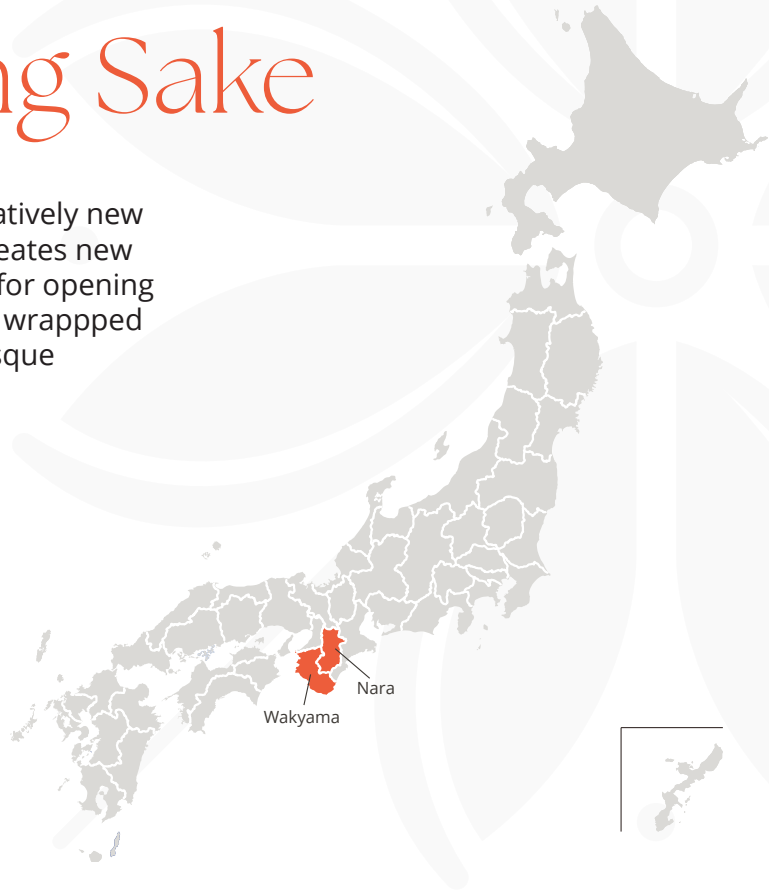 ng Sake
atively new
eates new
for opening
wrappped
sque
Nara
Wakyama